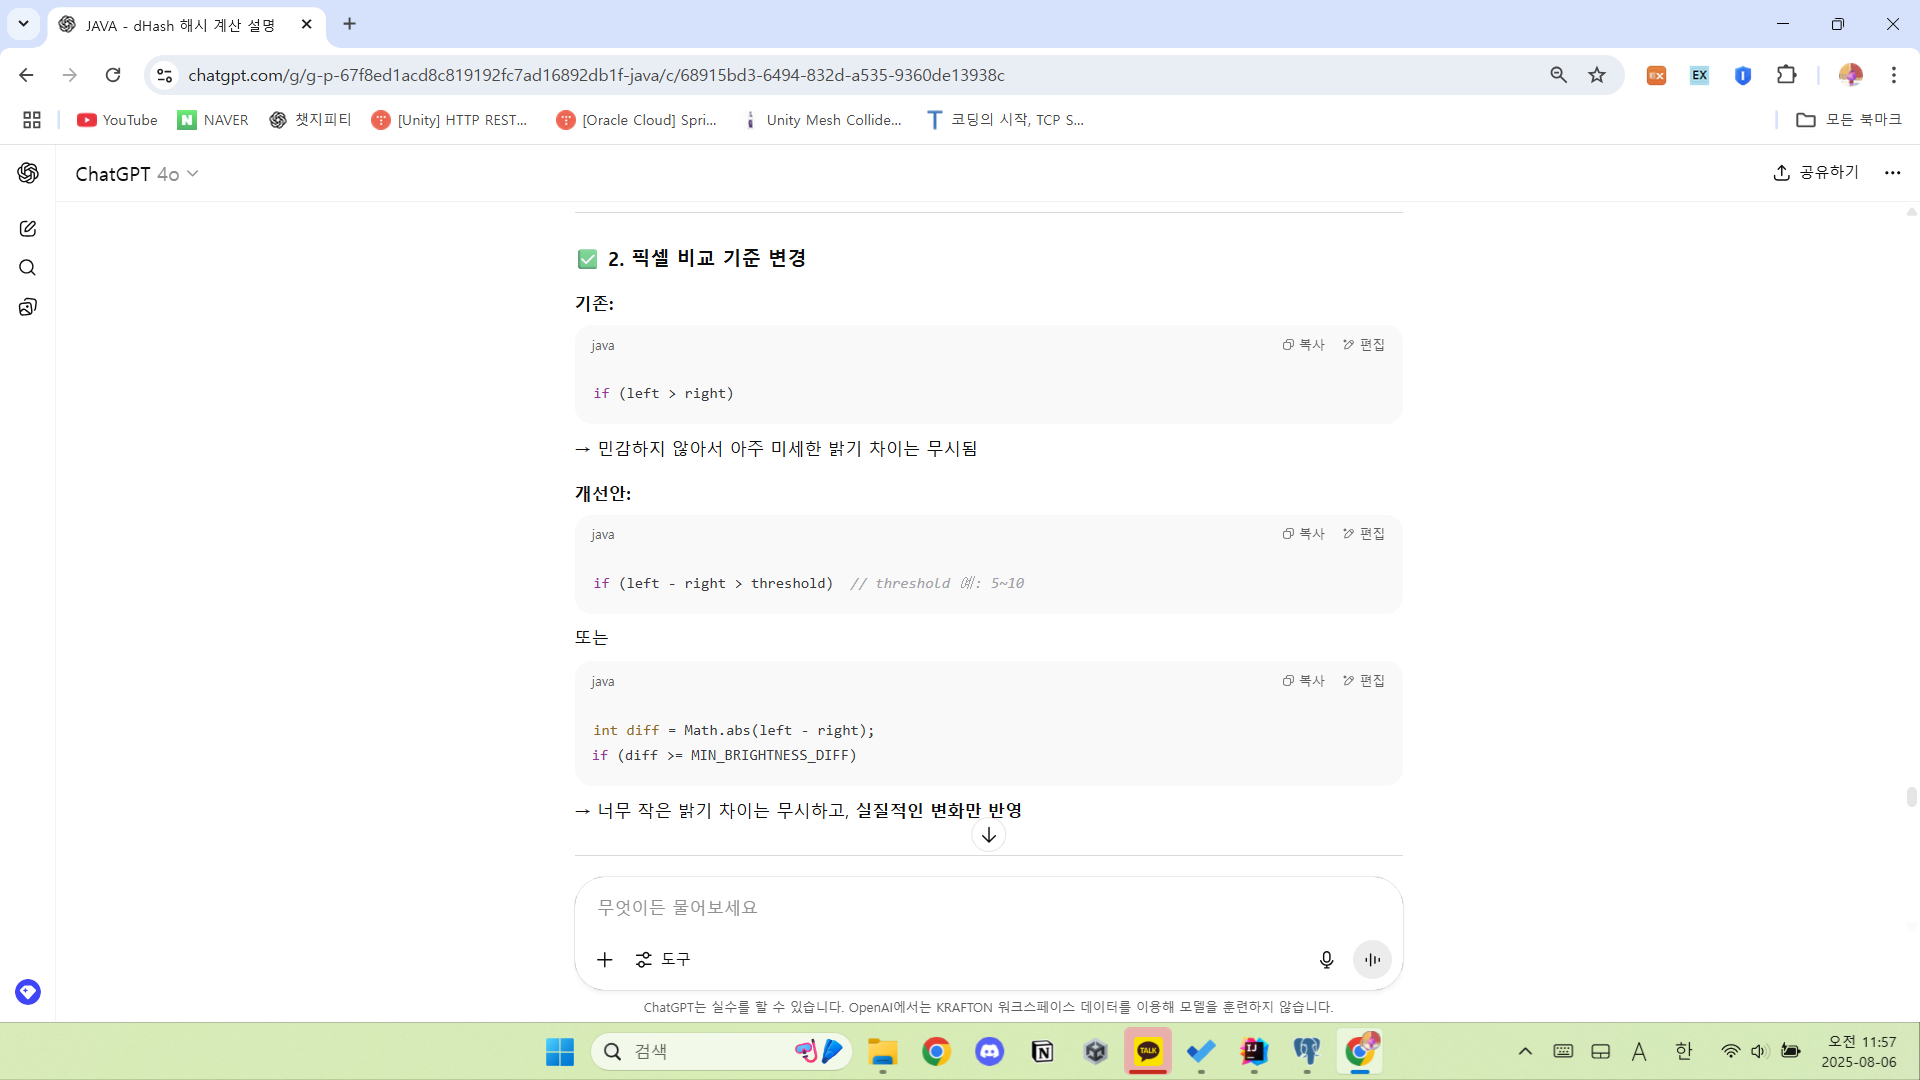 JAVA - dHash 해시 계산 설명
chatgpt.com/g/g-p-67f8ed1acd8c819192fc7ad16892db1f-java/c/68915bd3-6494-832d-a535-9360de13938c
YouTube
NAVER
챗지피티
[Unity] HTTP REST...
[Oracle Cloud] Spri...
Unity Mesh Collide...
코딩의 시작, TCP S...
모든 북마크
ChatGPT 4o
공유하기
2. 픽셀 비교 기준 변경
기존:
java
복사
편집
if (left > right)
→ 민감하지 않아서 아주 미세한 밝기 차이는 무시됨
개선안:
java
복사
편집
if (left - right > threshold)  // threshold 예: 5~10
또는
java
복사
편집
int diff = Math.abs(left - right);
if (diff >= MIN_BRIGHTNESS_DIFF)
→ 너무 작은 밝기 차이는 무시하고, 실질적인 변화만 반영
무엇이든 물어보세요
도구
ChatGPT는 실수를 할 수 있습니다. OpenAI에서는 KRAFTON 워크스페이스 데이터를 이용해 모델을 훈련하지 않습니다.
검색
TALK
A
한
오전 11:57
2025-08-06